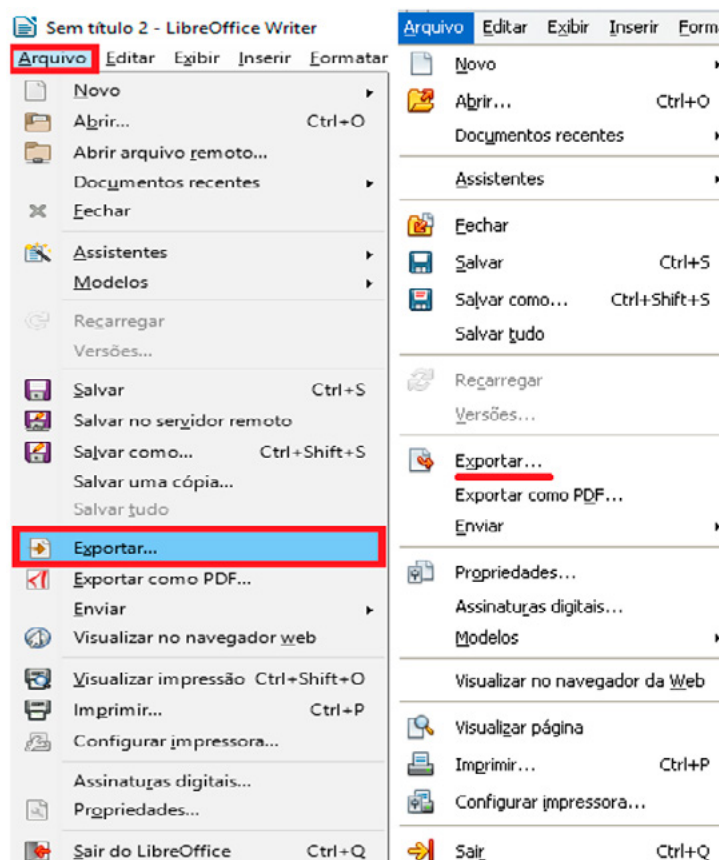 Sem título 2 - LibreOffice Writer
Arquivo Editar Exibir Inserir Formatar
Novo
Abrir... Ctrl+O
Abrir arquivo remoto...
Documentos recentes
Fechar
Assistentes
Modelos
Recarregar
Versões...
Salvar Ctrl+S
Salvar no servidor remoto
Salvar como... Ctrl+Shift+S
Salvar uma cópia...
Salvar tudo
Exportar...
Exportar como PDF...
Enviar
Visualizar no navegador web
Visualizar impressão Ctrl+Shift+O
Imprimir... Ctrl+P
Configurar impressora...
Assinaturas digitais...
Propriedades...
Sair do LibreOffice Ctrl+Q
Arquivo Editar Exibir Inserir Form
Novo
Abrir... Ctrl+O
Documentos recentes
Assistentes
Fechar
Salvar Ctrl+S
Salvar como... Ctrl+Shift+S
Salvar tudo
Recarregar
Versões...
Exportar...
Exportar como PDF...
Enviar
Propriedades...
Assinaturas digitais...
Modelos
Visualizar no navegador da Web
Visualizar página
Imprimir... Ctrl+P
Configurar impressora...
Sair Ctrl+Q